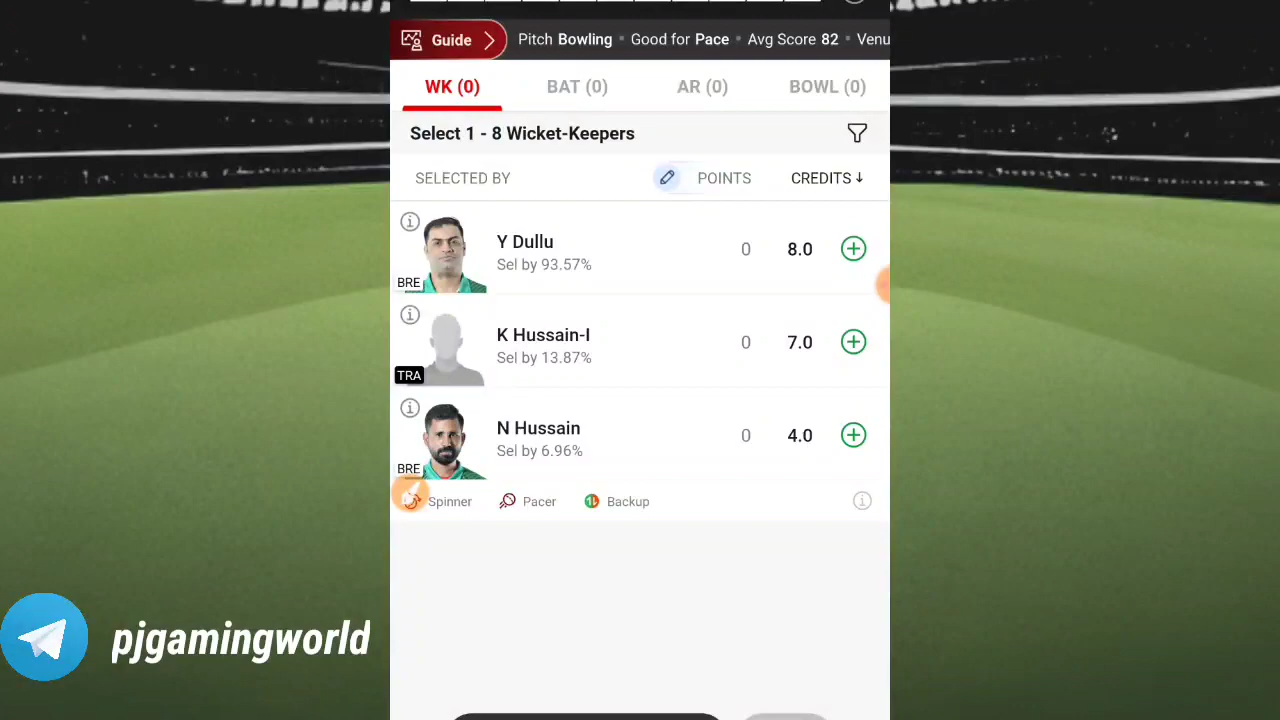 Guide Pitch Bowling • Good for Pace • Avg Score 82 • Venu
WK (0) BAT (0) AR (0) BOWL (0)
Select 1 - 8 Wicket-Keepers
SELECTED BY POINTS CREDITS ↓
Y Dullu
Sel by 93.57%
0 8.0
BRE
K Hussain-I
Sel by 13.87%
0 7.0
TRA
N Hussain
Sel by 6.96%
0 4.0
BRE
Spinner Pacer Backup
pjgamingworld